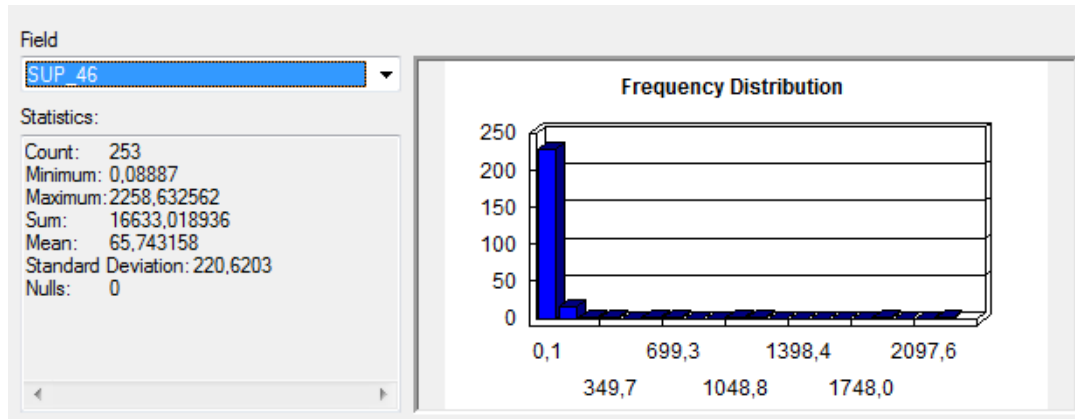 Field
SUP_46
Statistics:
Count: 253
Minimum: 0,08887
Maximum: 2258,632562
Sum: 16633,018936
Mean: 65,743158
Standard Deviation: 220,6203
Nulls: 0
Frequency Distribution
250
200
150
100
50
0
0,1 699,3 1398,4 2097,6
349,7 1048,8 1748,0